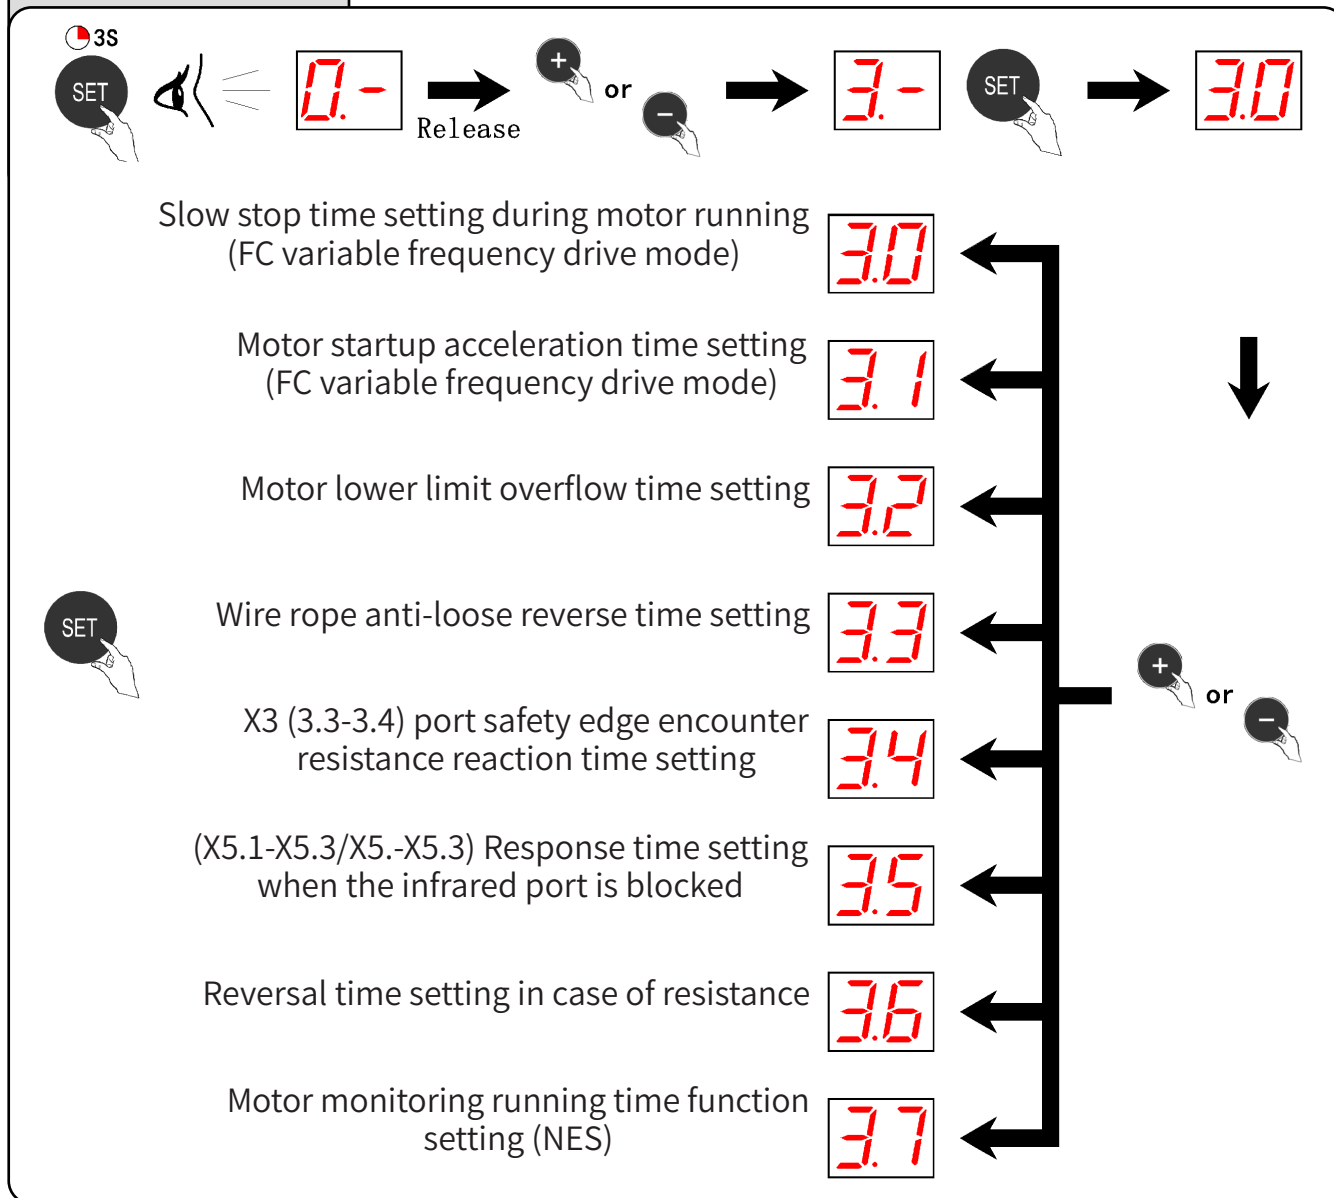 3S
SET
0.-
Release
+
or
-
3.-
SET
3.0
Slow stop time setting during motor running
(FC variable frequency drive mode)
3.0
Motor startup acceleration time setting
(FC variable frequency drive mode)
3.1
Motor lower limit overflow time setting
3.2
Wire rope anti-loose reverse time setting
3.3
SET
X3 (3.3-3.4) port safety edge encounter
resistance reaction time setting
3.4
+
or
-
(X5.1-X5.3/X5.-X5.3) Response time setting
when the infrared port is blocked
3.5
Reversal time setting in case of resistance
3.6
Motor monitoring running time function
setting (NES)
3.7